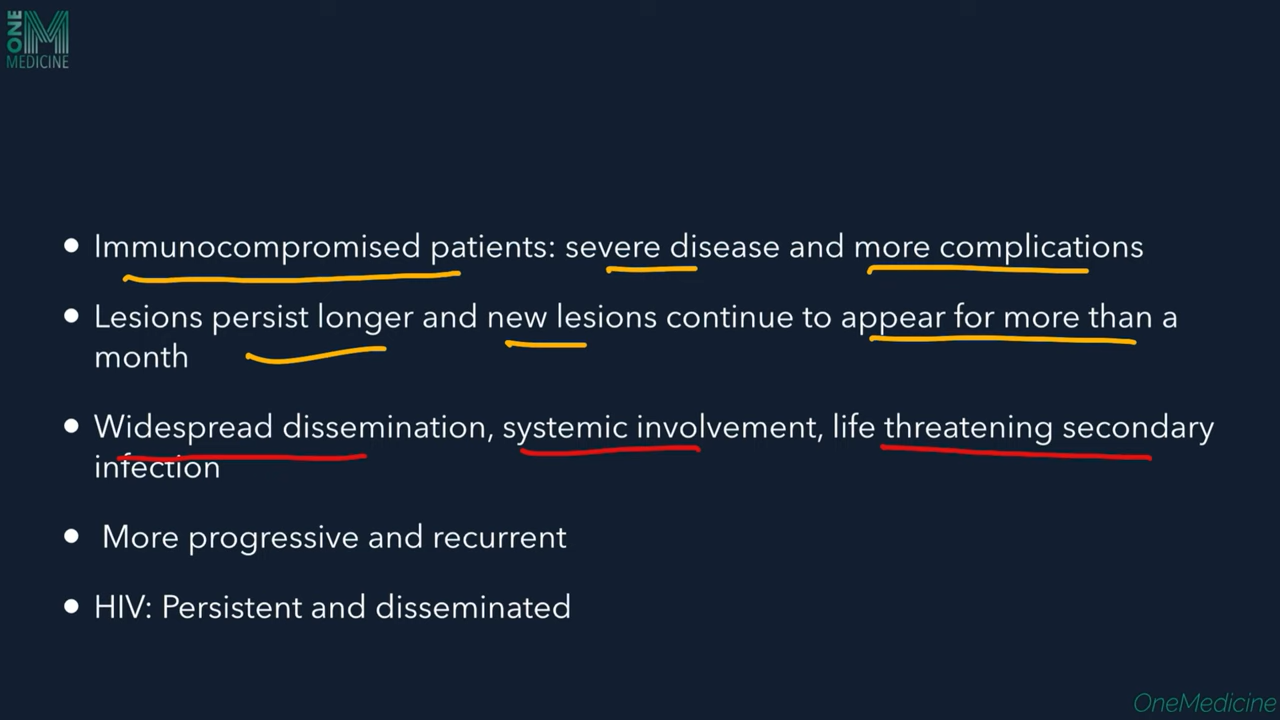 ONE
M
MEDICINE
• Immunocompromised patients: severe disease and more complications
• Lesions persist longer and new lesions continue to appear for more than a
month
• Widespread dissemination, systemic involvement, life threatening secondary
infection
• More progressive and recurrent
• HIV: Persistent and disseminated
OneMedicine